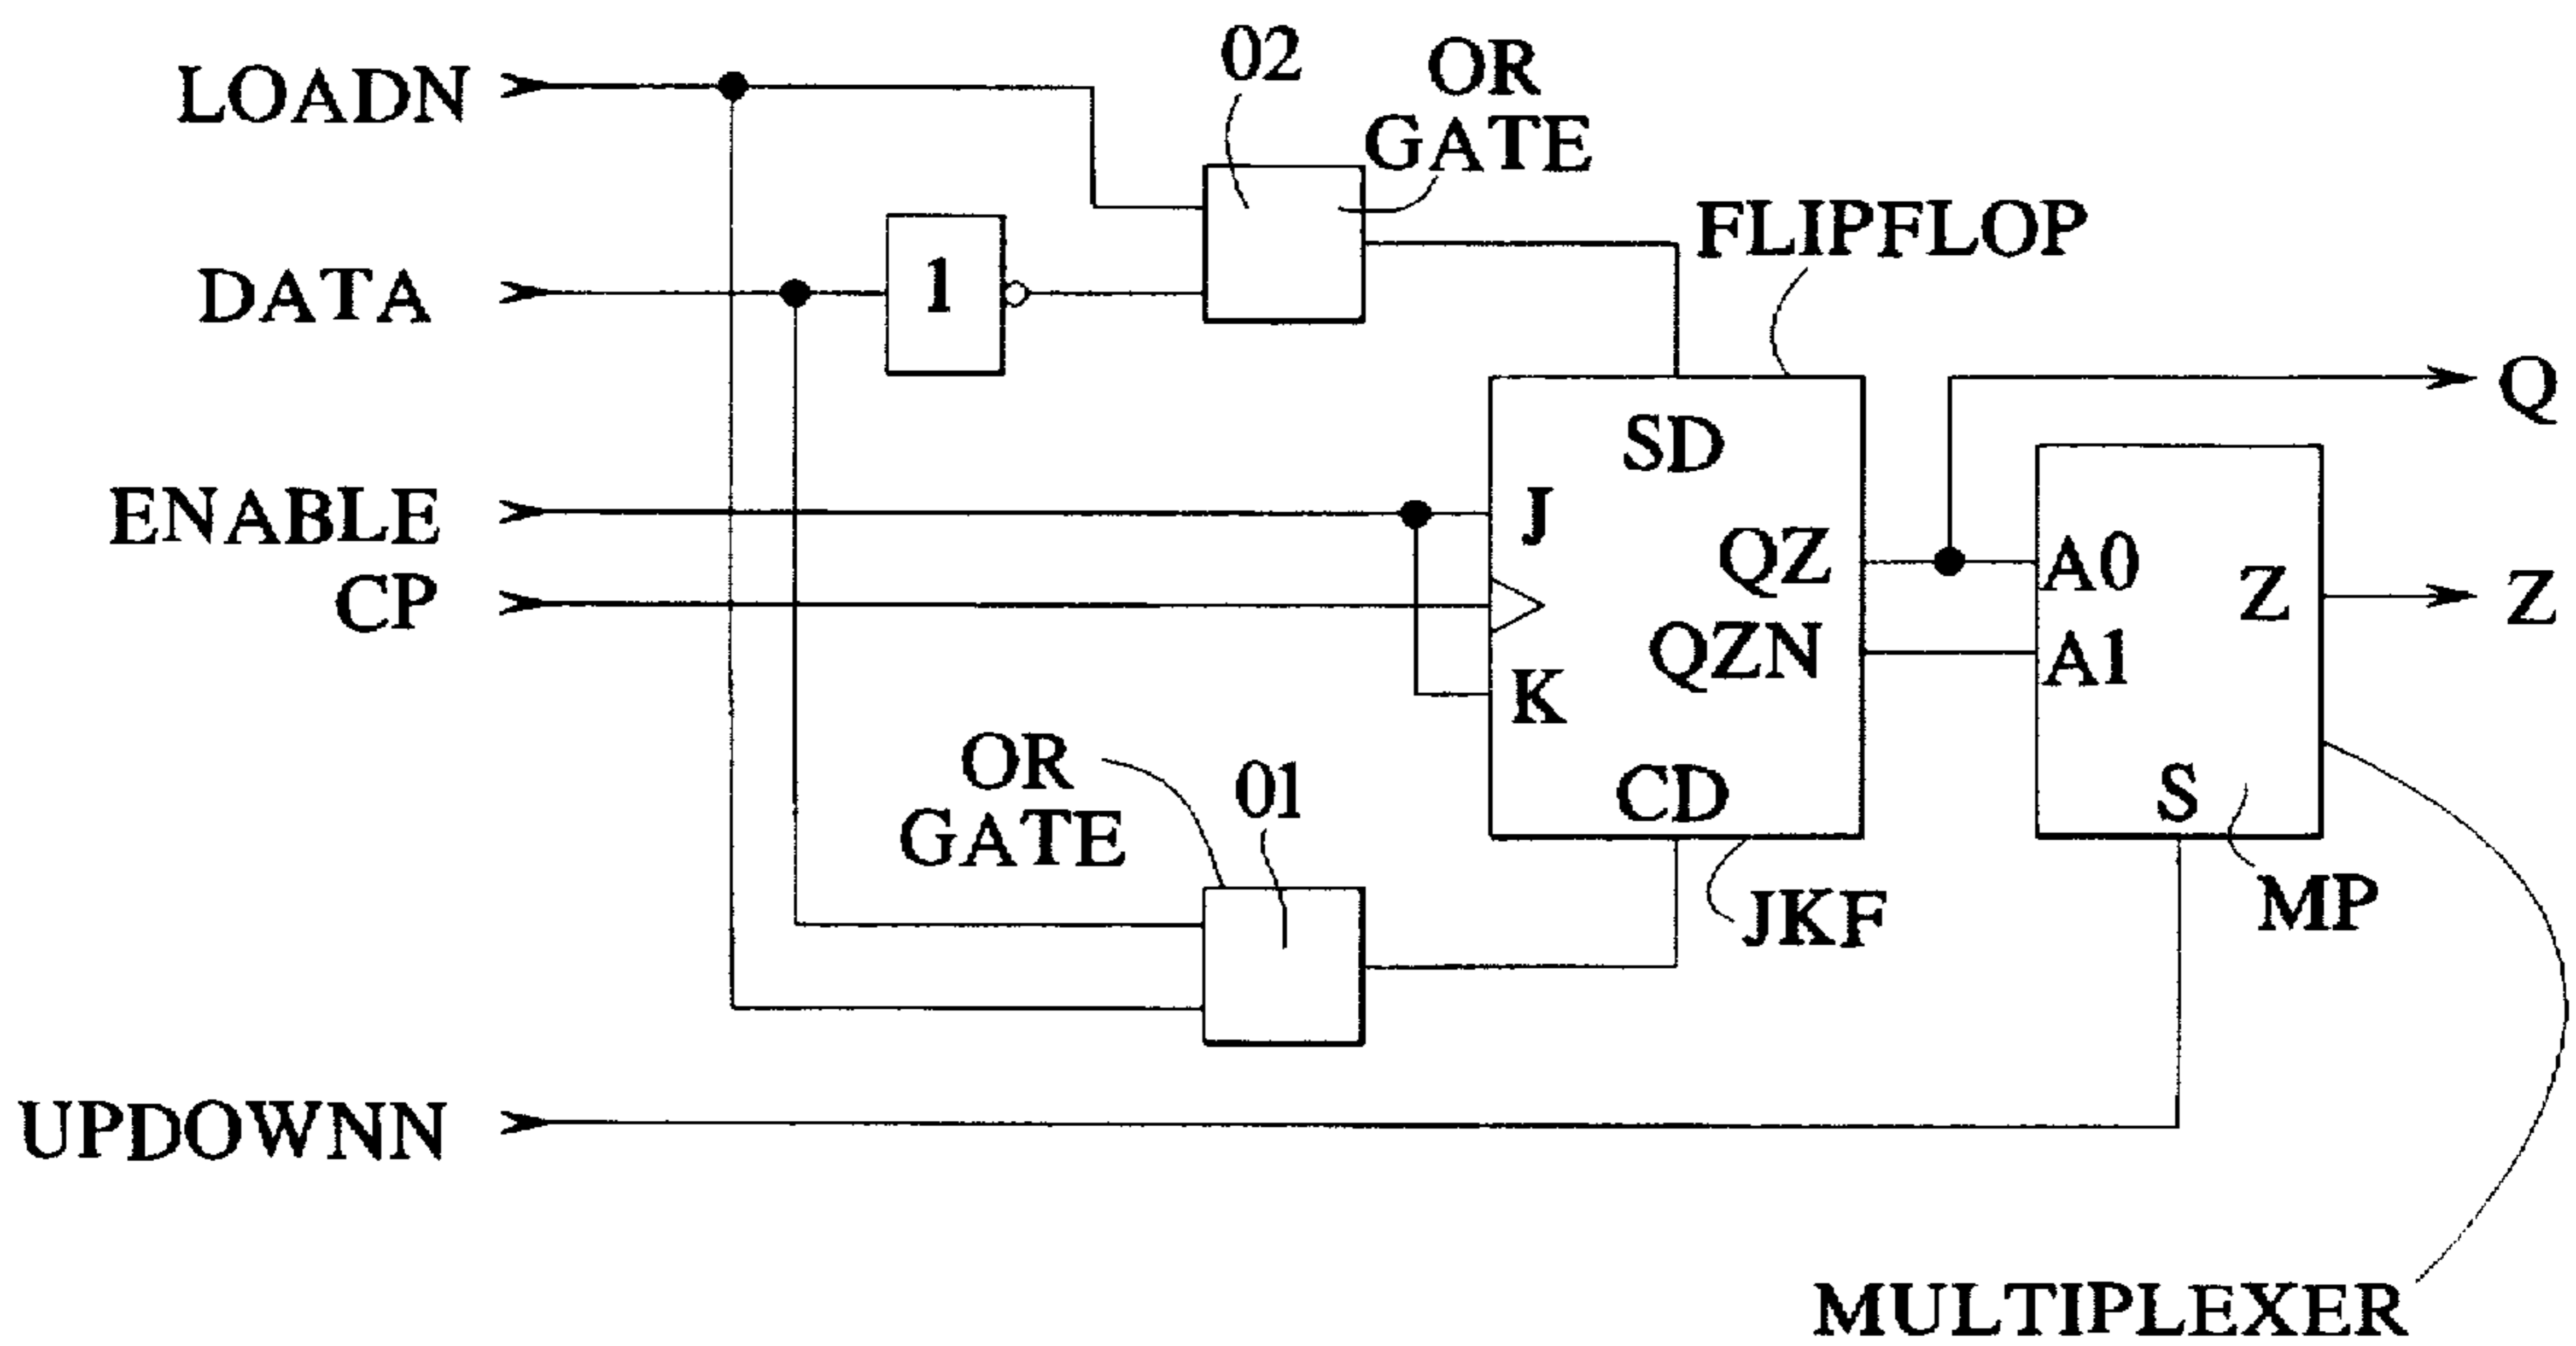 02
OR
GATE
LOADN
DATA
1
FLIPFLOP
Q
SD
ENABLE
J
QZ
A0
Z
Z
CP
QZN
A1
K
OR
GATE
01
CD
S
JKF
MP
UPDOWNN
MULTIPLEXER